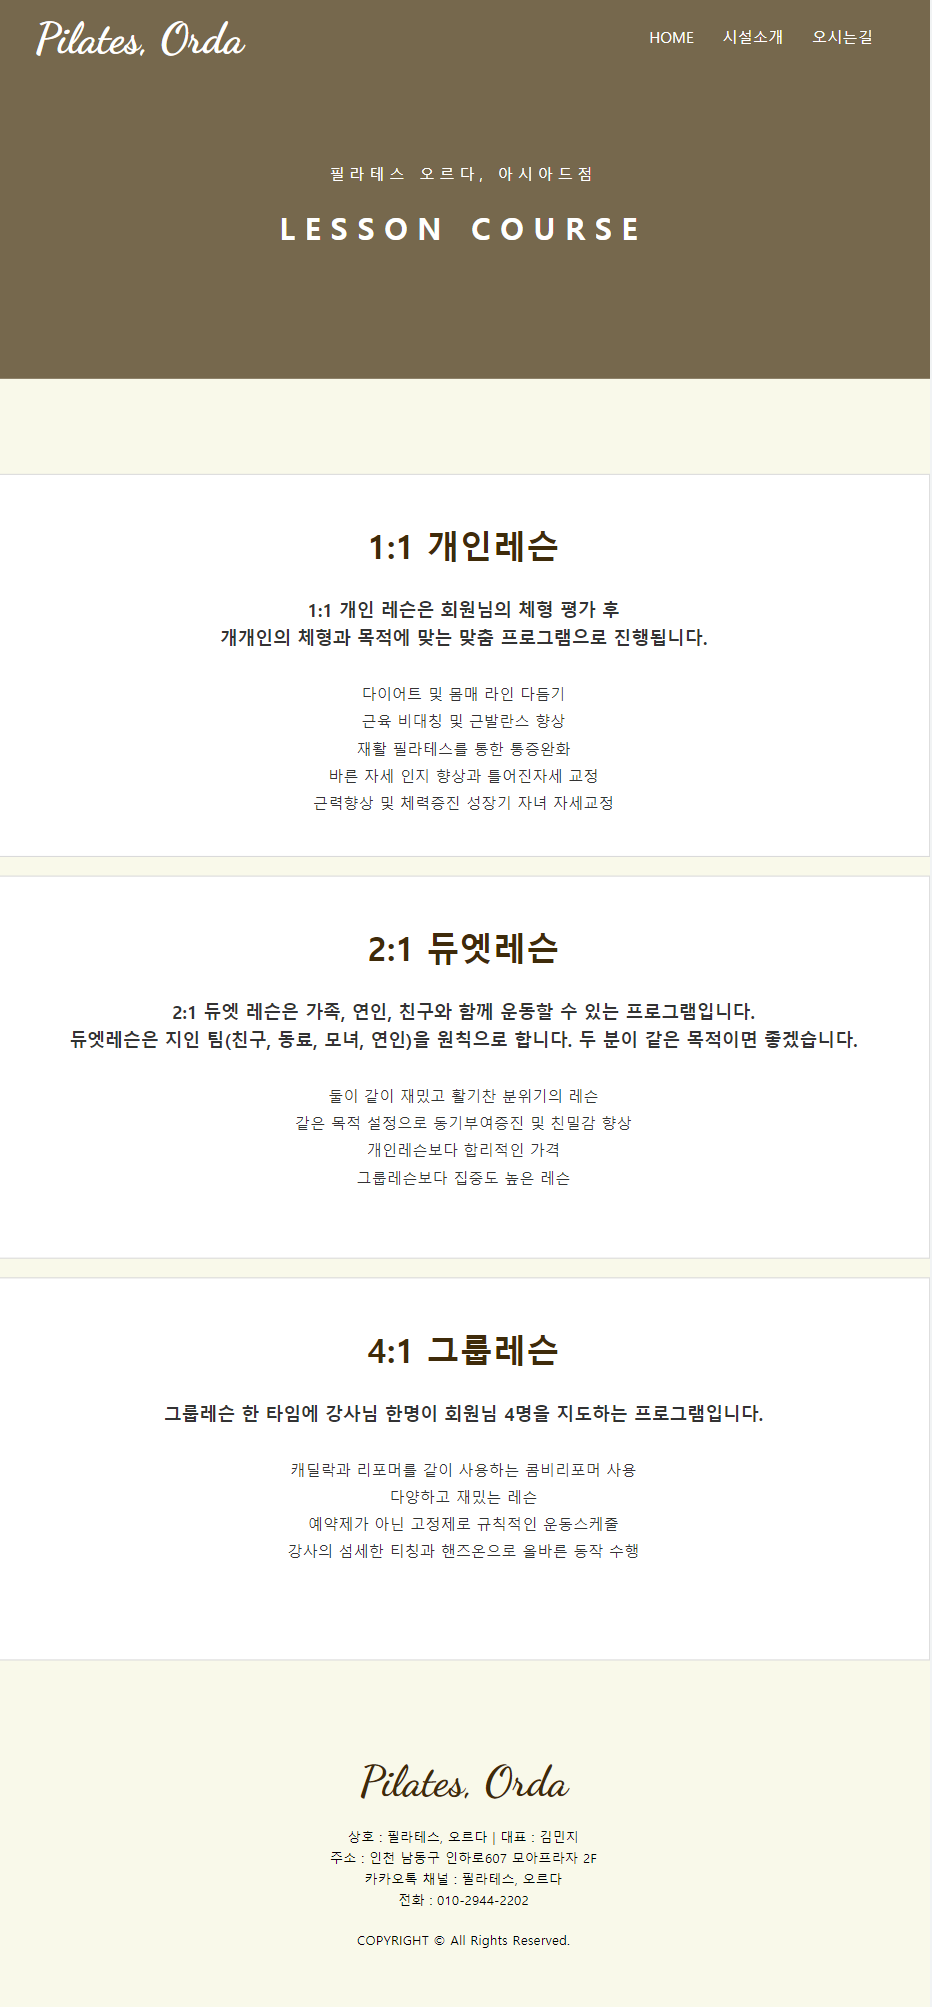 Pilates, Orda
HOME 시설소개 오시는길
필라테스 오르다, 아시아드점
LESSON COURSE
1:1 개인레슨
1:1 개인 레슨은 회원님의 체형 평가 후
개개인의 체형과 목적에 맞는 맞춤 프로그램으로 진행됩니다.
다이어트 및 몸매 라인 다듬기
근육 비대칭 및 근발란스 향상
재활 필라테스를 통한 통증완화
바른 자세 인지 향상과 틀어진자세 교정
근력향상 및 체력증진 성장기 자녀 자세교정
2:1 듀엣레슨
2:1 듀엣 레슨은 가족, 연인, 친구와 함께 운동할 수 있는 프로그램입니다.
듀엣레슨은 지인 팀(친구, 동료, 모녀, 연인)을 원칙으로 합니다. 두 분이 같은 목적이면 좋겠습니다.
둘이 같이 재밌고 활기찬 분위기의 레슨
같은 목적 설정으로 동기부여증진 및 친밀감 향상
개인레슨보다 합리적인 가격
그룹레슨보다 집중도 높은 레슨
4:1 그룹레슨
그룹레슨 한 타임에 강사님 한명이 회원님 4명을 지도하는 프로그램입니다.
캐딜락과 리포머를 같이 사용하는 콤비리포머 사용
다양하고 재밌는 레슨
예약제가 아닌 고정제로 규칙적인 운동스케줄
강사의 섬세한 티칭과 핸즈온으로 올바른 동작 수행
Pilates, Orda
상호 : 필라테스, 오르다 | 대표 : 김민지
주소 : 인천 남동구 인하로607 모아프라자 2F
카카오톡 채널 : 필라테스, 오르다
전화 : 010-2944-2202
COPYRIGHT © All Rights Reserved.